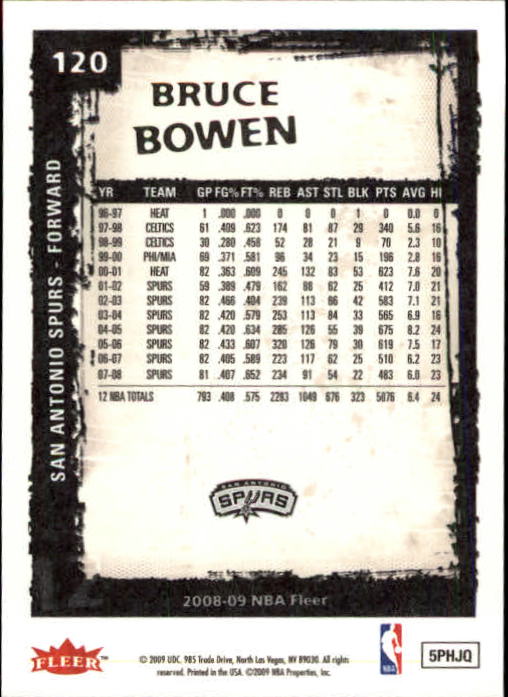 120
BRUCE
BOWEN
SAN ANTONIO SPURS - FORWARD
YR TEAM GP FG% FT% REB AST STL BLK PTS AVG HI
96-97 HEAT 1 .000 .000 0 0 0 1 0 0.0 0
97-98 CELTICS 61 .409 .623 174 81 87 29 340 5.6 16
98-99 CELTICS 30 .280 .458 52 28 21 9 70 2.3 10
99-00 PHI/MIA 69 .371 .581 96 34 23 15 196 2.8 16
00-01 HEAT 82 .363 .609 245 132 83 53 623 7.6 20
01-02 SPURS 59 .389 .479 162 88 62 25 412 7.0 21
02-03 SPURS 82 .466 .404 239 113 66 42 583 7.1 21
03-04 SPURS 82 .420 .579 253 113 84 33 565 6.9 16
04-05 SPURS 82 .420 .634 285 126 55 39 675 8.2 24
05-06 SPURS 82 .433 .607 320 126 79 30 619 7.5 17
06-07 SPURS 82 .405 .589 223 117 62 25 510 6.2 23
07-08 SPURS 81 .407 .652 234 91 54 22 483 6.0 23
12 NBA TOTALS 793 .408 .575 2283 1049 676 323 5076 6.4 24
SAN ANTONIO
SPURS
2008-09 NBA Fleer
FLEER
© 2009 UDC. 985 Trade Drive, North Las Vegas, NV 89030. All rights
reserved. Printed in the USA. ©2009 NBA Properties, Inc.
NBA
5PHJQ